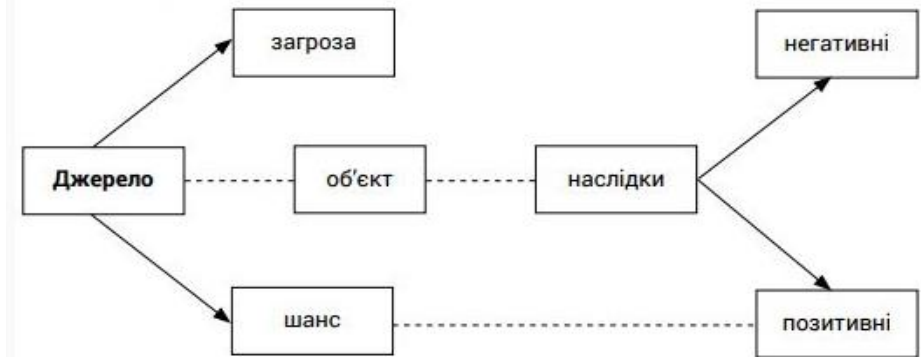 загроза
негативні
Джерело
об'єкт
наслідки
шанс
позитивні